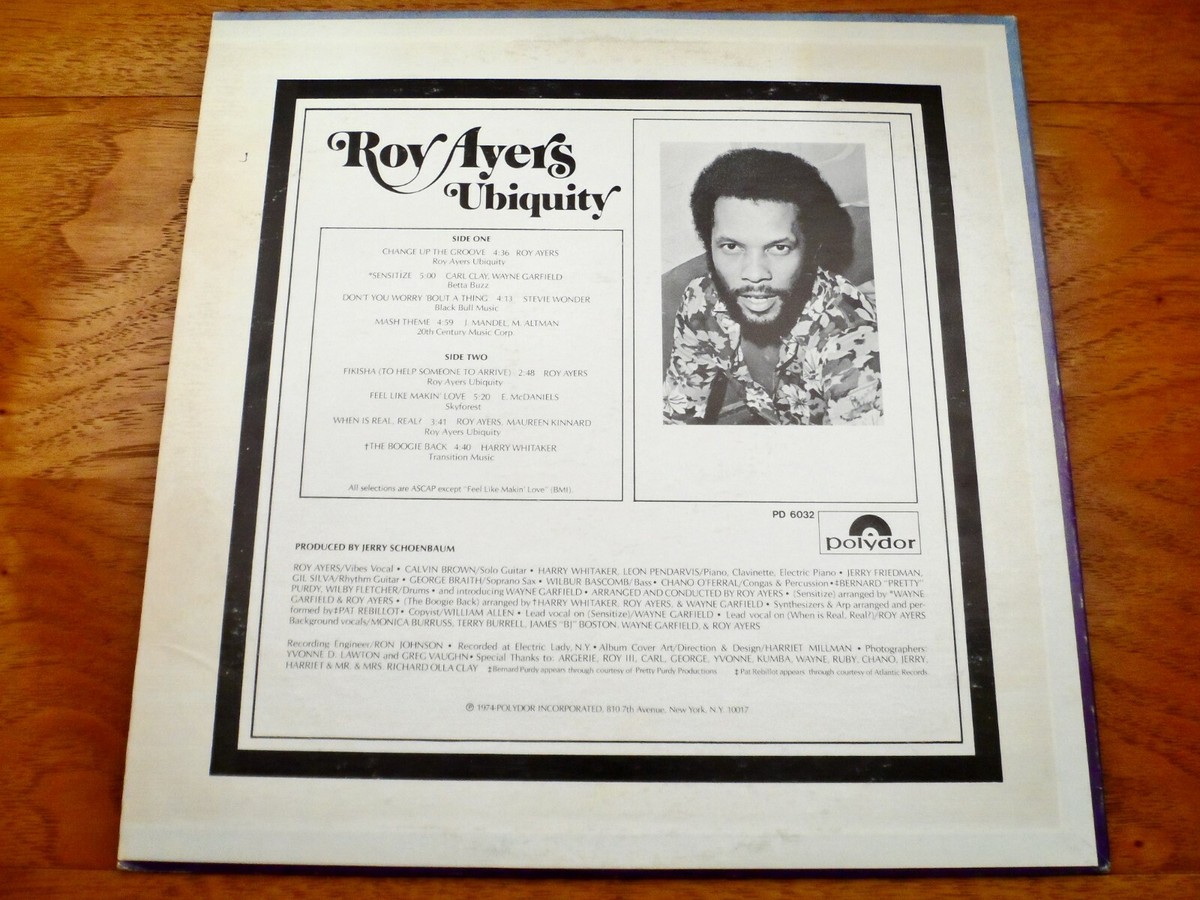 Roy Ayers
Ubiquity
SIDE ONE
CHANGE UP THE GROOVE 4:36 ROY AYERS
Roy Ayers Ubiquity
*SENSITIZE 5:00 CARL CLAY, WAYNE GARFIELD
Betta Buzz
DON'T YOU WORRY 'BOUT A THING 4:13 STEVIE WONDER
Black Bull Music
MASH THEME 4:59 J. MANDEL, M. ALTMAN
20th Century Music Corp.
SIDE TWO
FIKISHA (TO HELP SOMEONE TO ARRIVE) 2:48 ROY AYERS
Roy Ayers Ubiquity
FEEL LIKE MAKIN' LOVE 5:20 E. McDANIELS
Skyforest
WHEN IS REAL, REAL? 3:41 ROY AYERS, MAUREEN KINNARD
Roy Ayers Ubiquity
†THE BOOGIE BACK 4:40 HARRY WHITAKER
Transition Music
All selections are ASCAP except "Feel Like Makin' Love" (BMI).
PD 6032
polydor
PRODUCED BY JERRY SCHOENBAUM
ROY AYERS/Vibes Vocal • CALVIN BROWN/Solo Guitar • HARRY WHITAKER, LEON PENDARVIS/Piano, Clavinette, Electric Piano • JERRY FRIEDMAN,
GIL SILVA/Rhythm Guitar • GEORGE BRAITH/Soprano Sax • WILBUR BASCOMB/Bass • CHANO O'FERRAL/Congas & Percussion •‡BERNARD "PRETTY"
PURDY, WILBY FLETCHER/Drums • and introducing WAYNE GARFIELD • ARRANGED AND CONDUCTED BY ROY AYERS • (Sensitize) arranged by *WAYNE
GARFIELD & ROY AYERS • (The Boogie Back) arranged by †HARRY WHITAKER, ROY AYERS, & WAYNE GARFIELD • Synthesizers & Arp arranged and per-
formed by‡PAT REBILLOT • Copyist/WILLIAM ALLEN • Lead vocal on (Sensitize)/WAYNE GARFIELD • Lead vocal on (When is Real, Real?)/ROY AYERS
Background vocals/MONICA BURRUSS, TERRY BURRELL, JAMES "BJ" BOSTON, WAYNE GARFIELD, & ROY AYERS
Recording Engineer/RON JOHNSON • Recorded at Electric Lady, N.Y. • Album Cover Art/Direction & Design/HARRIET MILLMAN • Photographers:
YVONNE D. LAWTON and GREG VAUGHN • Special Thanks to: ARGERIE, ROY III, CARL, GEORGE, YVONNE, KUMBA, WAYNE, RUBY, CHANO, JERRY,
HARRIET & MR. & MRS. RICHARD OLLA CLAY ‡Bernard Purdy appears through courtesy of Pretty Purdy Productions ‡Pat Rebillot appears through courtesy of Atlantic Records.
℗ 1974-POLYDOR INCORPORATED, 810-7th Avenue, New York, N.Y. 10017